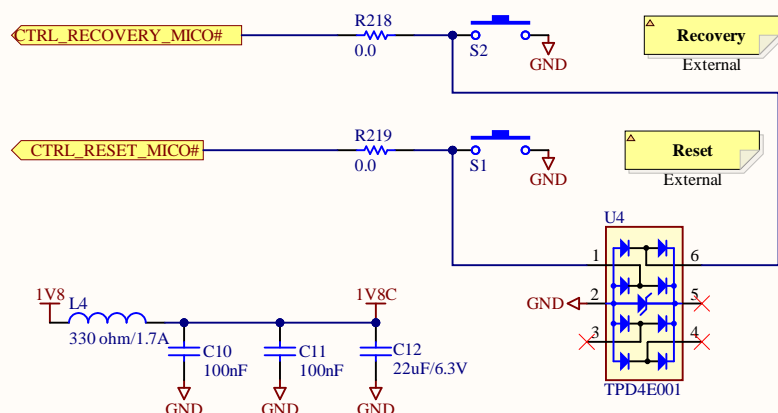 R218
CTRL_RECOVERY_MICO#
0.0
S2
GND
Recovery
External
R219
CTRL_RESET_MICO#
0.0
S1
GND
Reset
External
U4
1
6
GND
2
5
3
4
TPD4E001
1V8
L4
330 ohm/1.7A
1V8C
C10
100nF
C11
100nF
C12
22uF/6.3V
GND
GND
GND